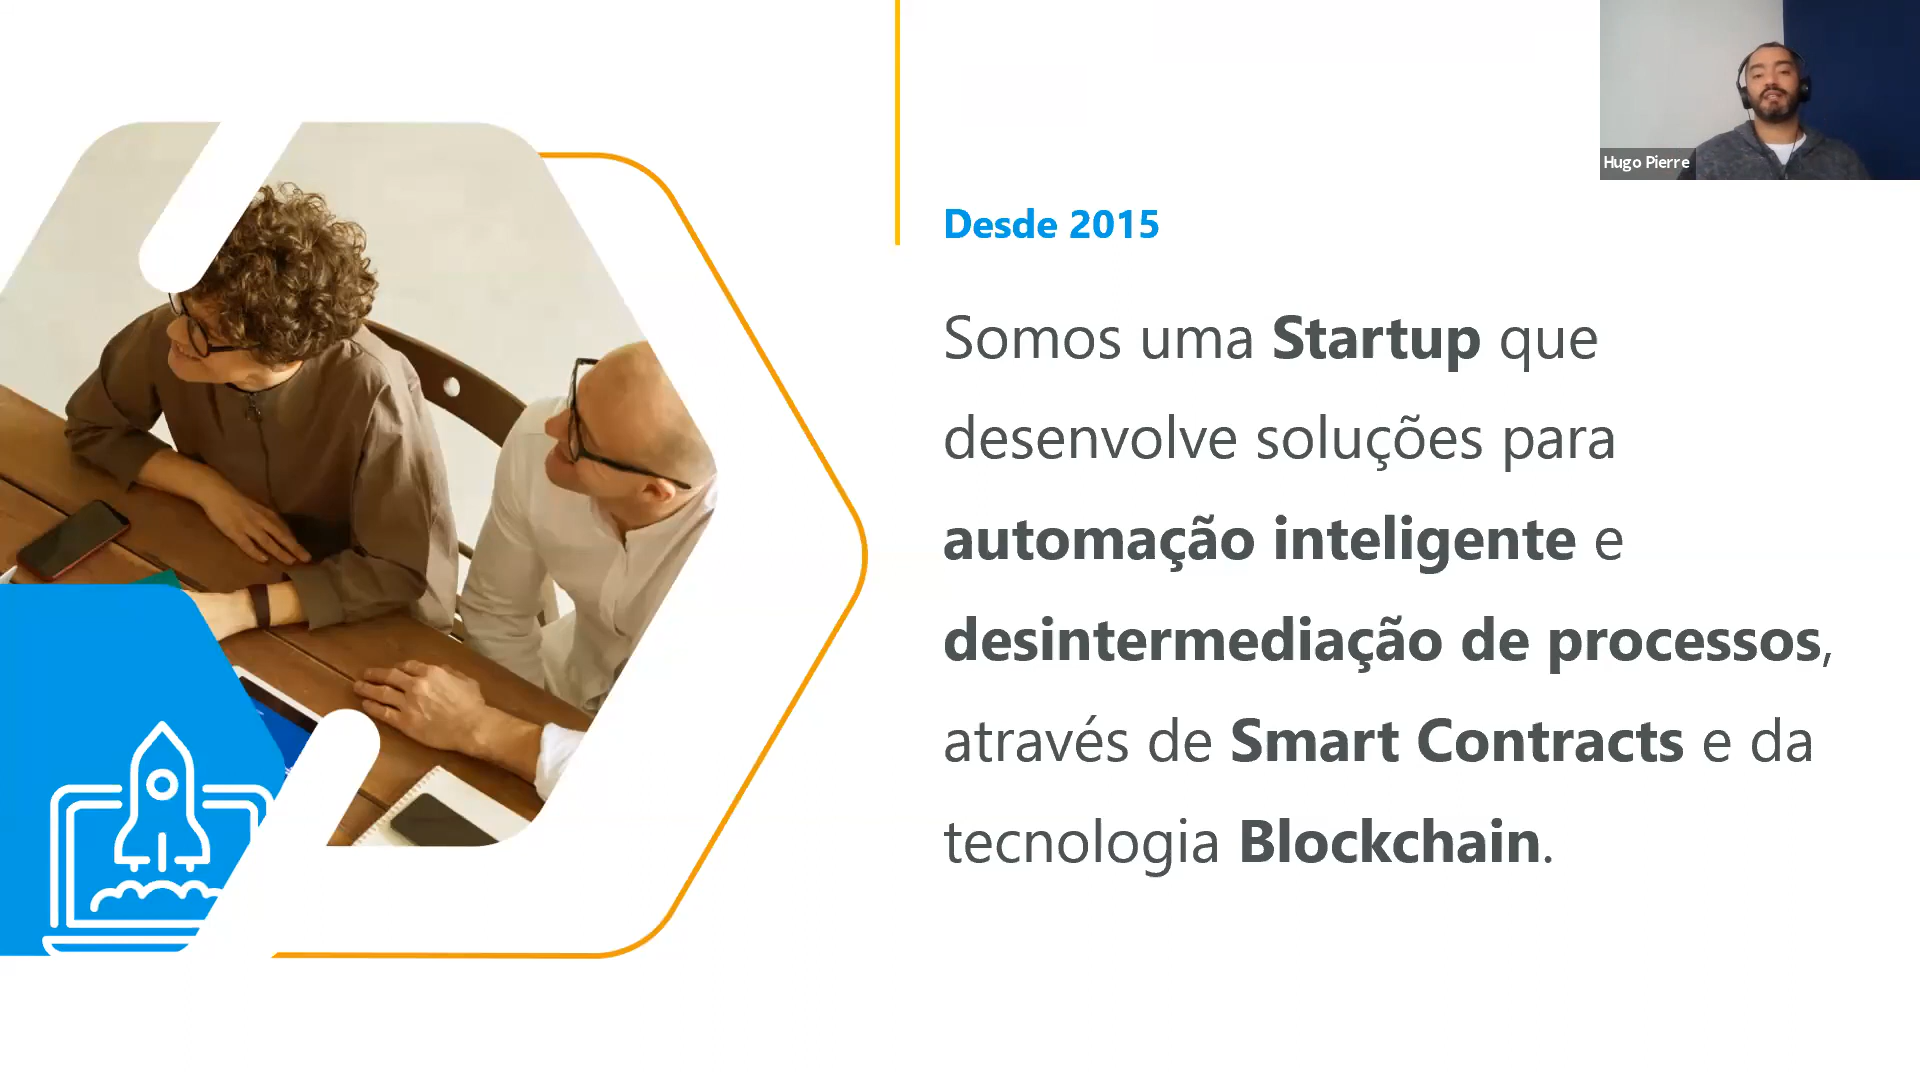 Hugo Pierre
Desde 2015
Somos uma Startup que
desenvolve soluções para
automação inteligente e
desintermediação de processos,
através de Smart Contracts e da
tecnologia Blockchain.